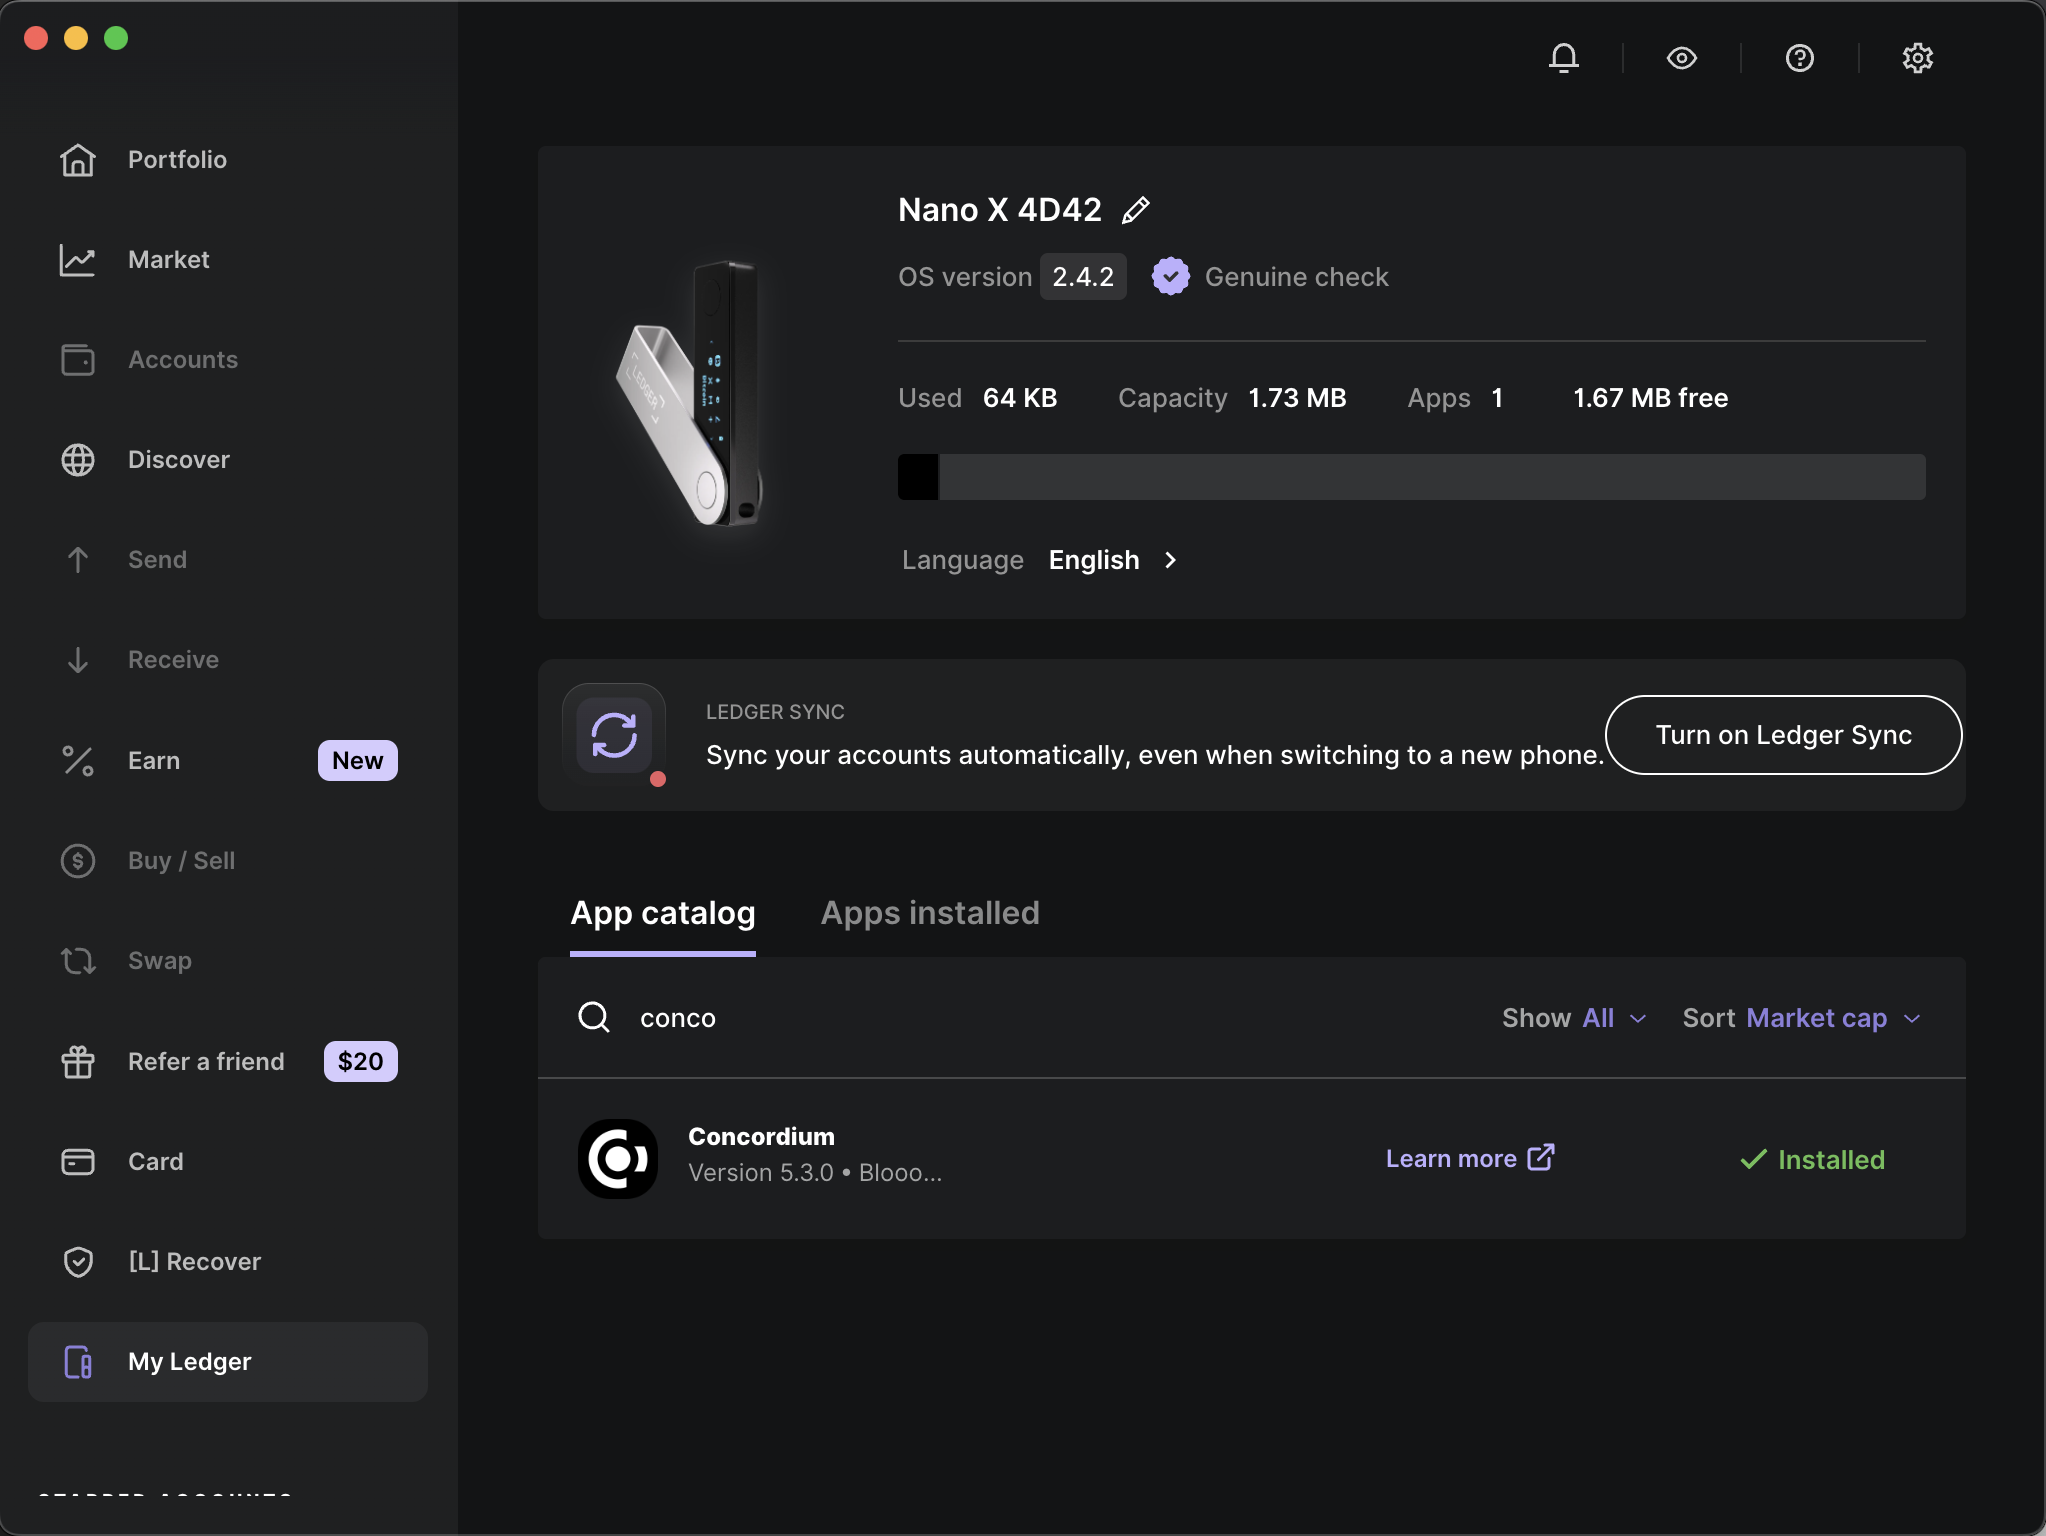 Portfolio
Market
Accounts
Discover
Send
Receive
Earn New
Buy / Sell
Swap
Refer a friend $20
Card
[L] Recover
My Ledger
Nano X 4D42
OS version 2.4.2 Genuine check
Used 64 KB Capacity 1.73 MB Apps 1 1.67 MB free
Language English
LEDGER
LEDGER SYNC
Sync your accounts automatically, even when switching to a new phone.
Turn on Ledger Sync
App catalog Apps installed
conco Show All Sort Market cap
Concordium
Version 5.3.0 • Blooo...
Learn more Installed